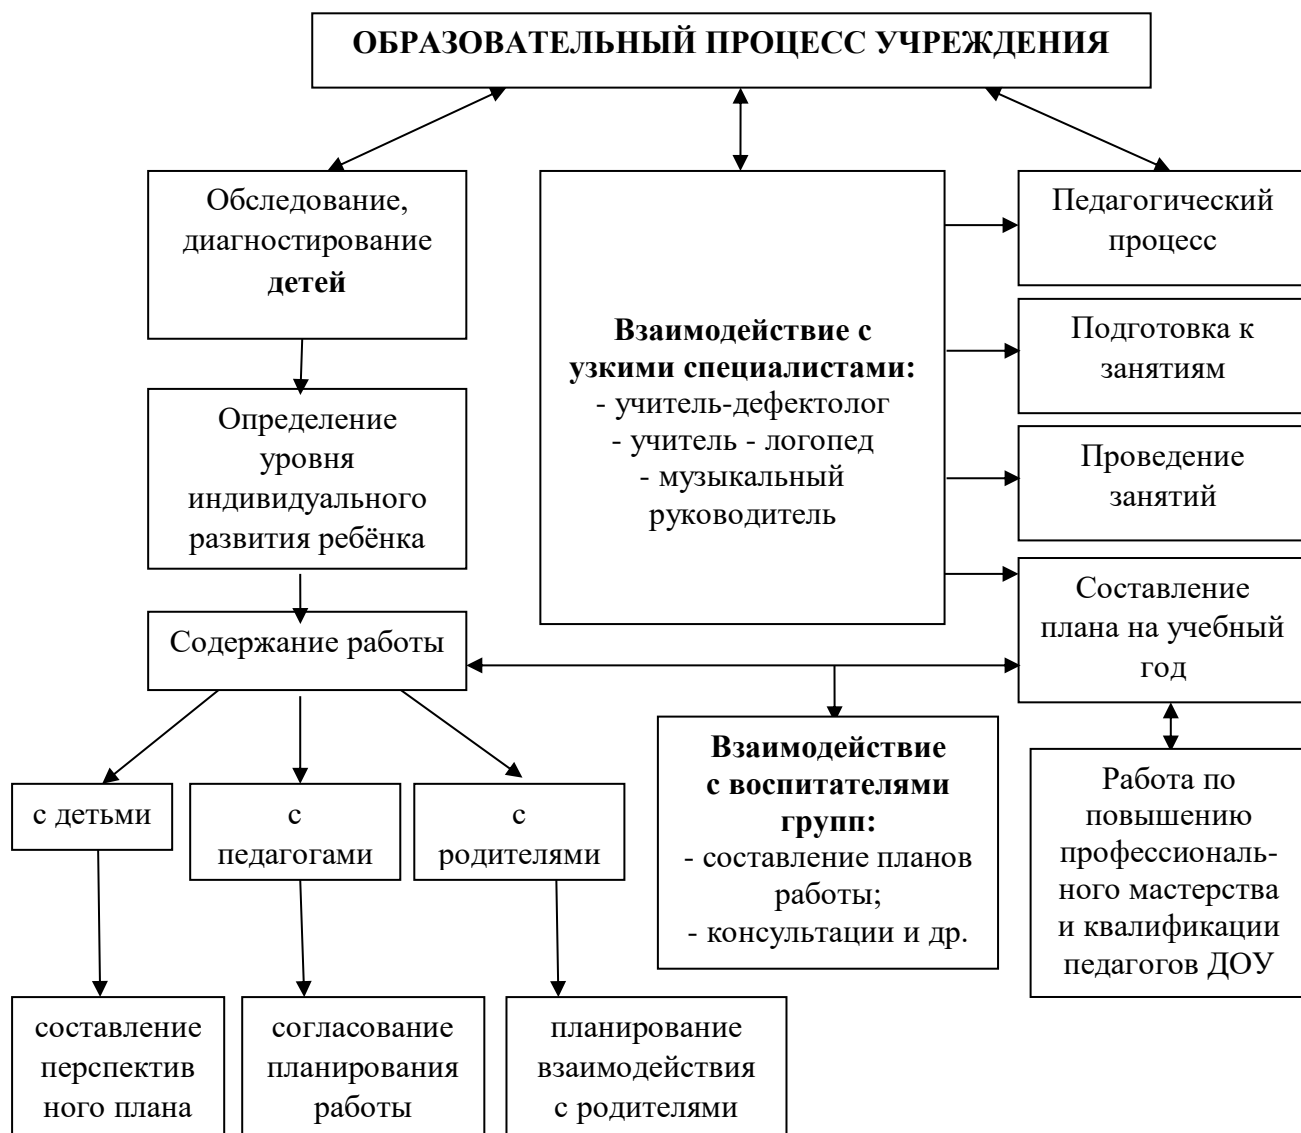 ОБРАЗОВАТЕЛЬНЫЙ ПРОЦЕСС УЧРЕЖДЕНИЯ
Обследование,
диагностирование
детей
Определение
уровня
индивидуального
развития ребёнка
Содержание работы
Взаимодействие с
узкими специалистами:
- учитель-дефектолог
- учитель - логопед
- музыкальный
руководитель
Педагогический
процесс
Подготовка к
занятиям
Проведение
занятий
Составление
плана на учебный
год
с детьми
с
педагогами
с
родителями
Взаимодействие
с воспитателями
групп:
- составление планов
работы;
- консультации и др.
Работа по
повышению
профессиональ-
ного мастерства
и квалификации
педагогов ДОУ
составление
перспектив
ного плана
согласование
планирования
работы
планирование
взаимодействия
с родителями